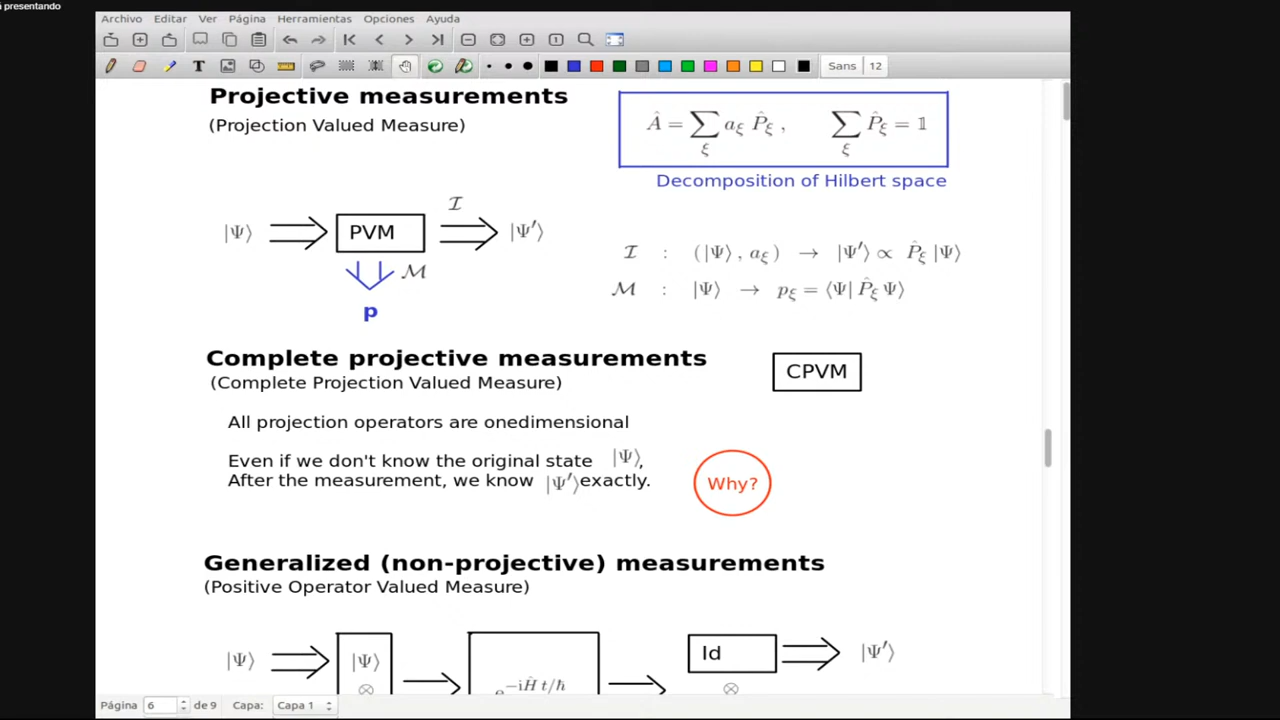 presentando
Archivo Editar Ver Página Herramientas Opciones Ayuda
T Sans 12
Projective measurements
(Projection Valued Measure)
Â = ∑_ξ a_ξ P̂_ξ , ∑_ξ P̂_ξ = 𝟙
Decomposition of Hilbert space
|Ψ⟩ PVM ℐ |Ψ′⟩
ℳ
p
ℐ : (|Ψ⟩, a_ξ) → |Ψ′⟩ ∝ P̂_ξ |Ψ⟩
ℳ : |Ψ⟩ → p_ξ = ⟨Ψ| P̂_ξ Ψ⟩
Complete projective measurements
(Complete Projection Valued Measure)
CPVM
All projection operators are onedimensional
Even if we don't know the original state |Ψ⟩,
After the measurement, we know |Ψ′⟩ exactly.
Why?
Generalized (non-projective) measurements
(Positive Operator Valued Measure)
|Ψ⟩ |Ψ⟩ Id |Ψ′⟩
⊗ e^{-iĤ t/ħ} ⊗
Página 6 de 9 Capa: Capa 1